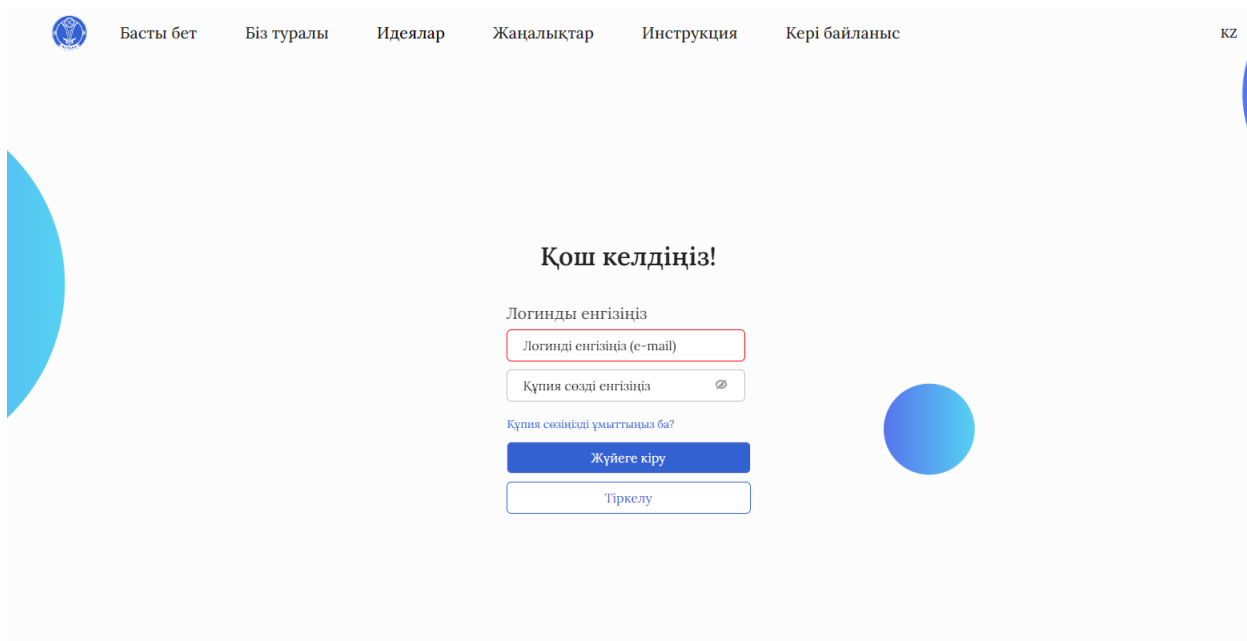 Басты бет Біз туралы Идеялар Жаңалықтар Инструкция Кері байланыс KZ
Қош келдіңіз!
Логинды енгізіңіз
Логинді енгізіңіз (e-mail)
Құпия сөзді енгізіңіз
Құпия сөзіңізді ұмыттыңыз ба?
Жүйеге кіру
Тіркелу